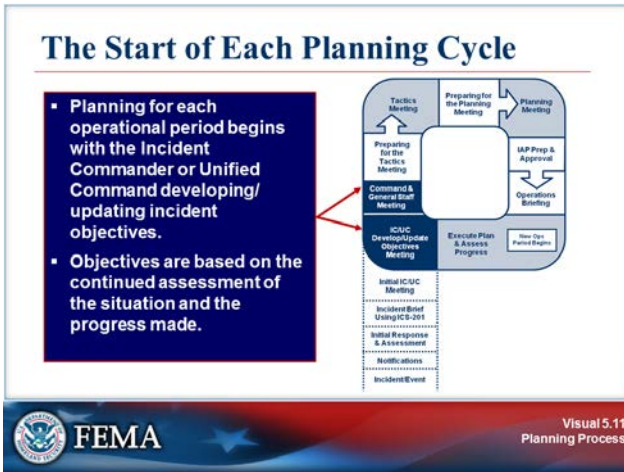 The Start of Each Planning Cycle
▪ Planning for each
operational period begins
with the Incident
Commander or Unified
Command developing/
updating incident
objectives.
▪ Objectives are based on the
continued assessment of
the situation and the
progress made.
Tactics
Meeting
Preparing for
the Planning
Meeting
Planning
Meeting
Preparing
for the
Tactics
Meeting
IAP Prep &
Approval
Command &
General Staff
Meeting
Operations
Briefing
IC/UC
Develop/Update
Objectives
Meeting
Execute Plan
& Assess
Progress
New Ops
Period Begins
Initial IC/UC
Meeting
Incident Brief
Using ICS-201
Initial Response
& Assessment
Notifications
Incident/Event
FEMA
Visual 5.11
Planning Process